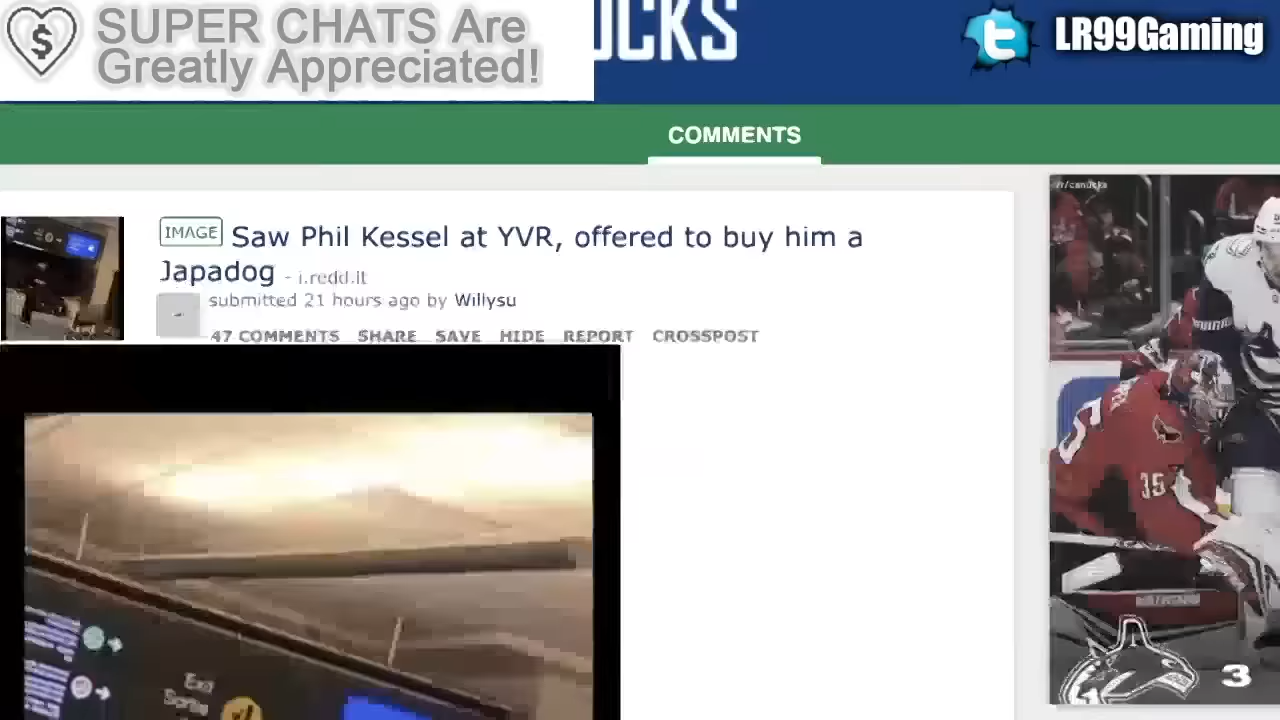 SUPER CHATS Are
Greatly Appreciated!
UCKS
LR99Gaming
COMMENTS
/r/canucks
IMAGE Saw Phil Kessel at YVR, offered to buy him a
Japadog - i.redd.it
submitted 21 hours ago by Willysu
47 COMMENTS SHARE SAVE HIDE REPORT CROSSPOST
35
Exit
3